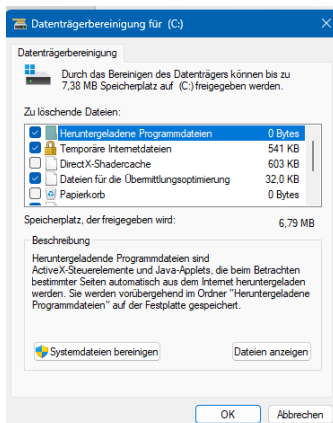 Datenträgerbereinigung für (C:)
Datenträgerbereinigung
Durch das Bereinigen des Datenträgers können bis zu
7,38 MB Speicherplatz auf (C:) freigegeben werden.
Zu löschende Dateien:
Heruntergeladene Programmdateien 0 Bytes
Temporäre Internetdateien 541 KB
DirectX-Shadercache 603 KB
Dateien für die Übermittlungsoptimierung 32,0 KB
Papierkorb 0 Bytes
Speicherplatz, der freigegeben wird: 6,79 MB
Beschreibung
Heruntergeladende Programmdateien sind
ActiveX-Steuerelemente und Java-Applets, die beim Betrachten
bestimmter Seiten automatisch aus dem Internet heruntergeladen
werden. Sie werden vorübergehend im Ordner "Heruntergeladene
Programmdateien" auf der Festplatte gespeichert.
Systemdateien bereinigen Dateien anzeigen
OK Abbrechen